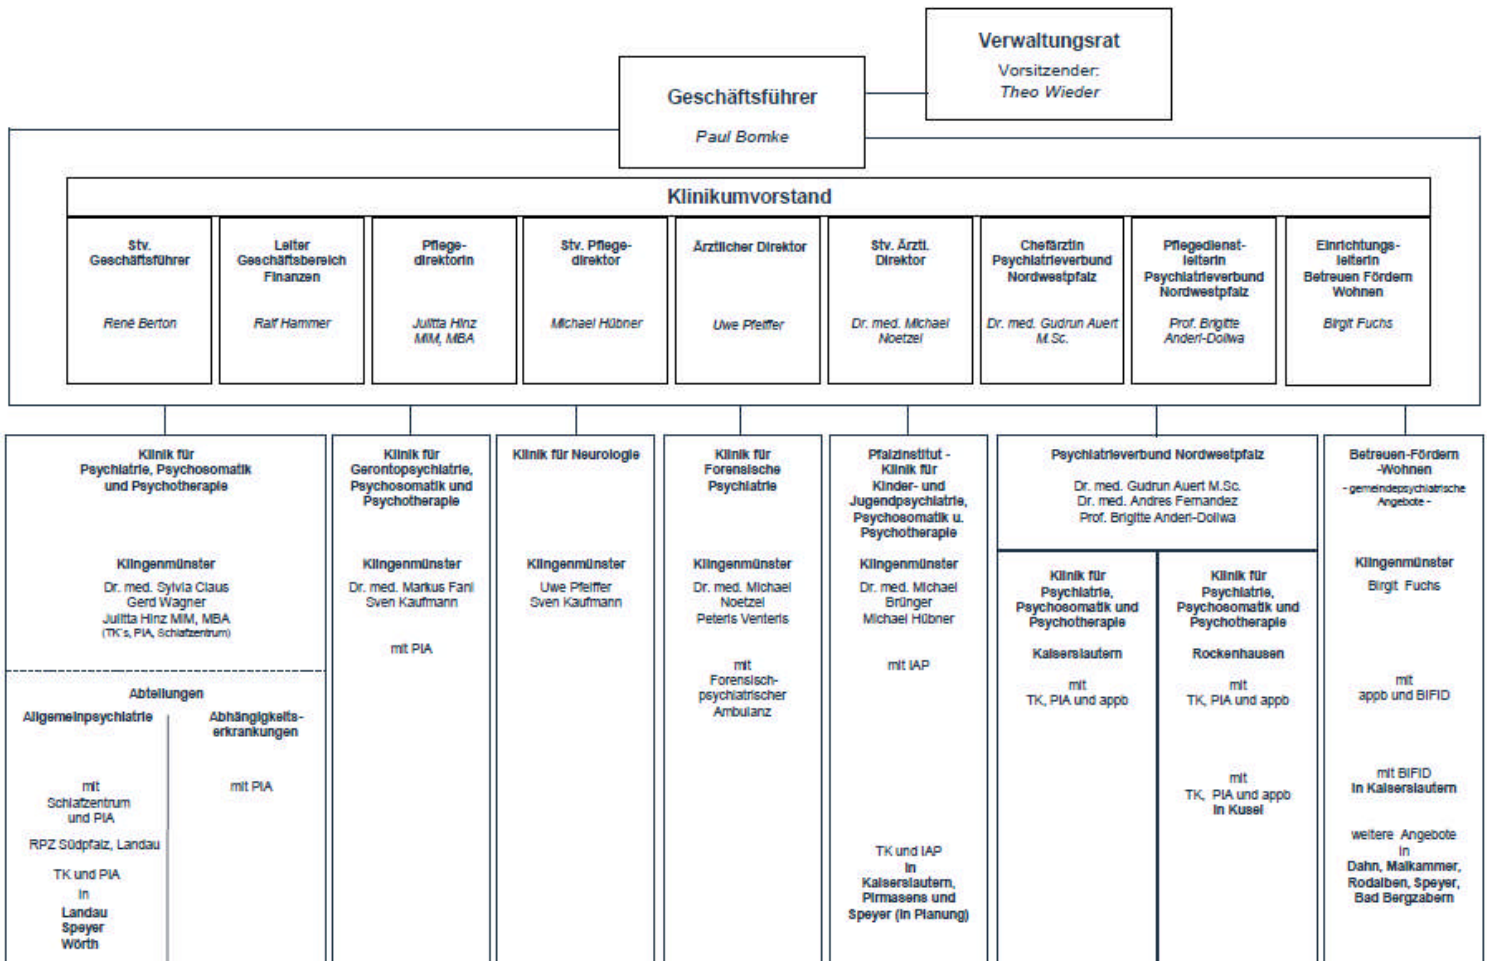 Verwaltungsrat
Vorsitzender:
Theo Wieder
Geschäftsführer
Paul Bomke
Klinikumvorstand
Stv.
Geschäftsführer
René Berton
Leiter
Geschäftsbereich
Finanzen
Ralf Hammer
Pflege-
direktorin
Julitta Hinz
MIM, MBA
Stv. Pflege-
direktor
Michael Hübner
Ärztlicher Direktor
Uwe Pfeiffer
Stv. Ärztl.
Direktor
Dr. med. Michael
Noetzel
Chefärztin
Psychiatrieverbund
Nordwestpfalz
Dr. med. Gudrun Auert
M.Sc.
Pflegedienst-
leiterin
Psychiatrieverbund
Nordwestpfalz
Prof. Brigitte
Anderl-Doliwa
Einrichtungs-
leiterin
Betreuen Fördern
Wohnen
Birgit Fuchs
Klinik für
Psychiatrie, Psychosomatik
und Psychotherapie
Klingenmünster
Dr. med. Sylvia Claus
Gerd Wagner
Julitta Hinz MIM, MBA
(TK's, PIA, Schlafzentrum)
Abteilungen
Allgemeinpsychiatrie
mit
Schlafzentrum
und PIA
RPZ Südpfalz, Landau
TK und PIA
in
Landau
Speyer
Wörth
Abhängigkeits-
erkrankungen
mit PIA
Klinik für
Gerontopsychiatrie,
Psychosomatik und
Psychotherapie
Klingenmünster
Dr. med. Markus Fani
Sven Kaufmann
mit PIA
Klinik für Neurologie
Klingenmünster
Uwe Pfeiffer
Sven Kaufmann
Klinik für
Forensische
Psychiatrie
Klingenmünster
Dr. med. Michael
Noetzel
Peteris Venteris
mit
Forensisch-
psychiatrischer
Ambulanz
Pfalzinstitut -
Klinik für
Kinder- und
Jugendpsychiatrie,
Psychosomatik u.
Psychotherapie
Klingenmünster
Dr. med. Michael
Brünger
Michael Hübner
mit IAP
TK und IAP
in
Kaiserslautern,
Pirmasens und
Speyer (in Planung)
Psychiatrieverbund Nordwestpfalz
Dr. med. Gudrun Auert M.Sc.
Dr. med. Andres Fernandez
Prof. Brigitte Anderl-Doliwa
Klinik für
Psychiatrie,
Psychosomatik und
Psychotherapie
Kaiserslautern
mit
TK, PIA und appb
Klinik für
Psychiatrie,
Psychosomatik und
Psychotherapie
Rockenhausen
mit
TK, PIA und appb
mit
TK, PIA und appb
in Kusel
Betreuen-Fördern
-Wohnen
- gemeindepsychiatrische
Angebote -
Klingenmünster
Birgit Fuchs
mit
appb und BIFID
mit BIFID
in Kaiserslautern
weitere Angebote
in
Dahn, Maikammer,
Rodalben, Speyer,
Bad Bergzabern